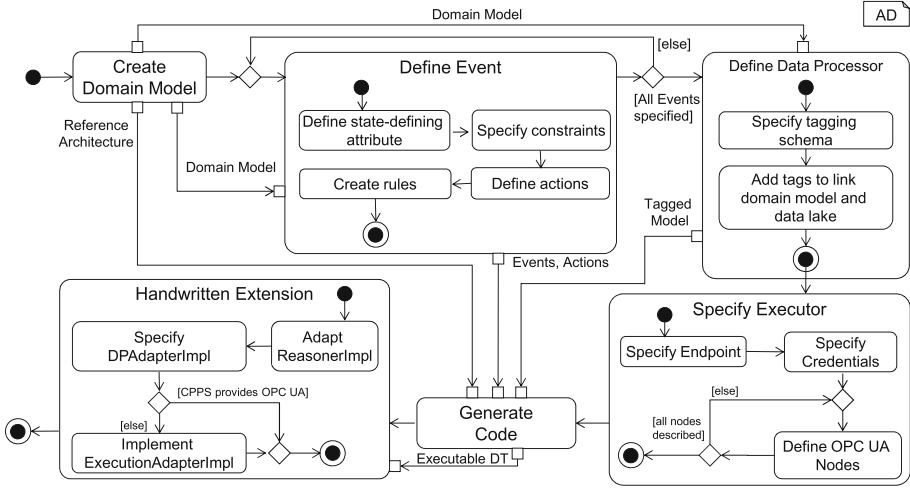 AD
Domain Model
Create
Domain Model
[else]
Define Event
Define Data Processor
[All Events
specified]
Reference
Architecture
Define state-defining
attribute
Specify constraints
Specify tagging
schema
Domain Model
Create rules
Define actions
Add tags to link
domain model and
data lake
Tagged
Model
Events, Actions
Handwritten Extension
Specify Executor
Specify
DPAdapterImpl
Adapt
ReasonerImpl
Specify Endpoint
Specify
Credentials
[CPPS provides OPC UA]
[else]
[else]
Implement
ExecutionAdapterImpl
Generate
Code
[all nodes
described]
Define OPC UA
Nodes
Executable DT